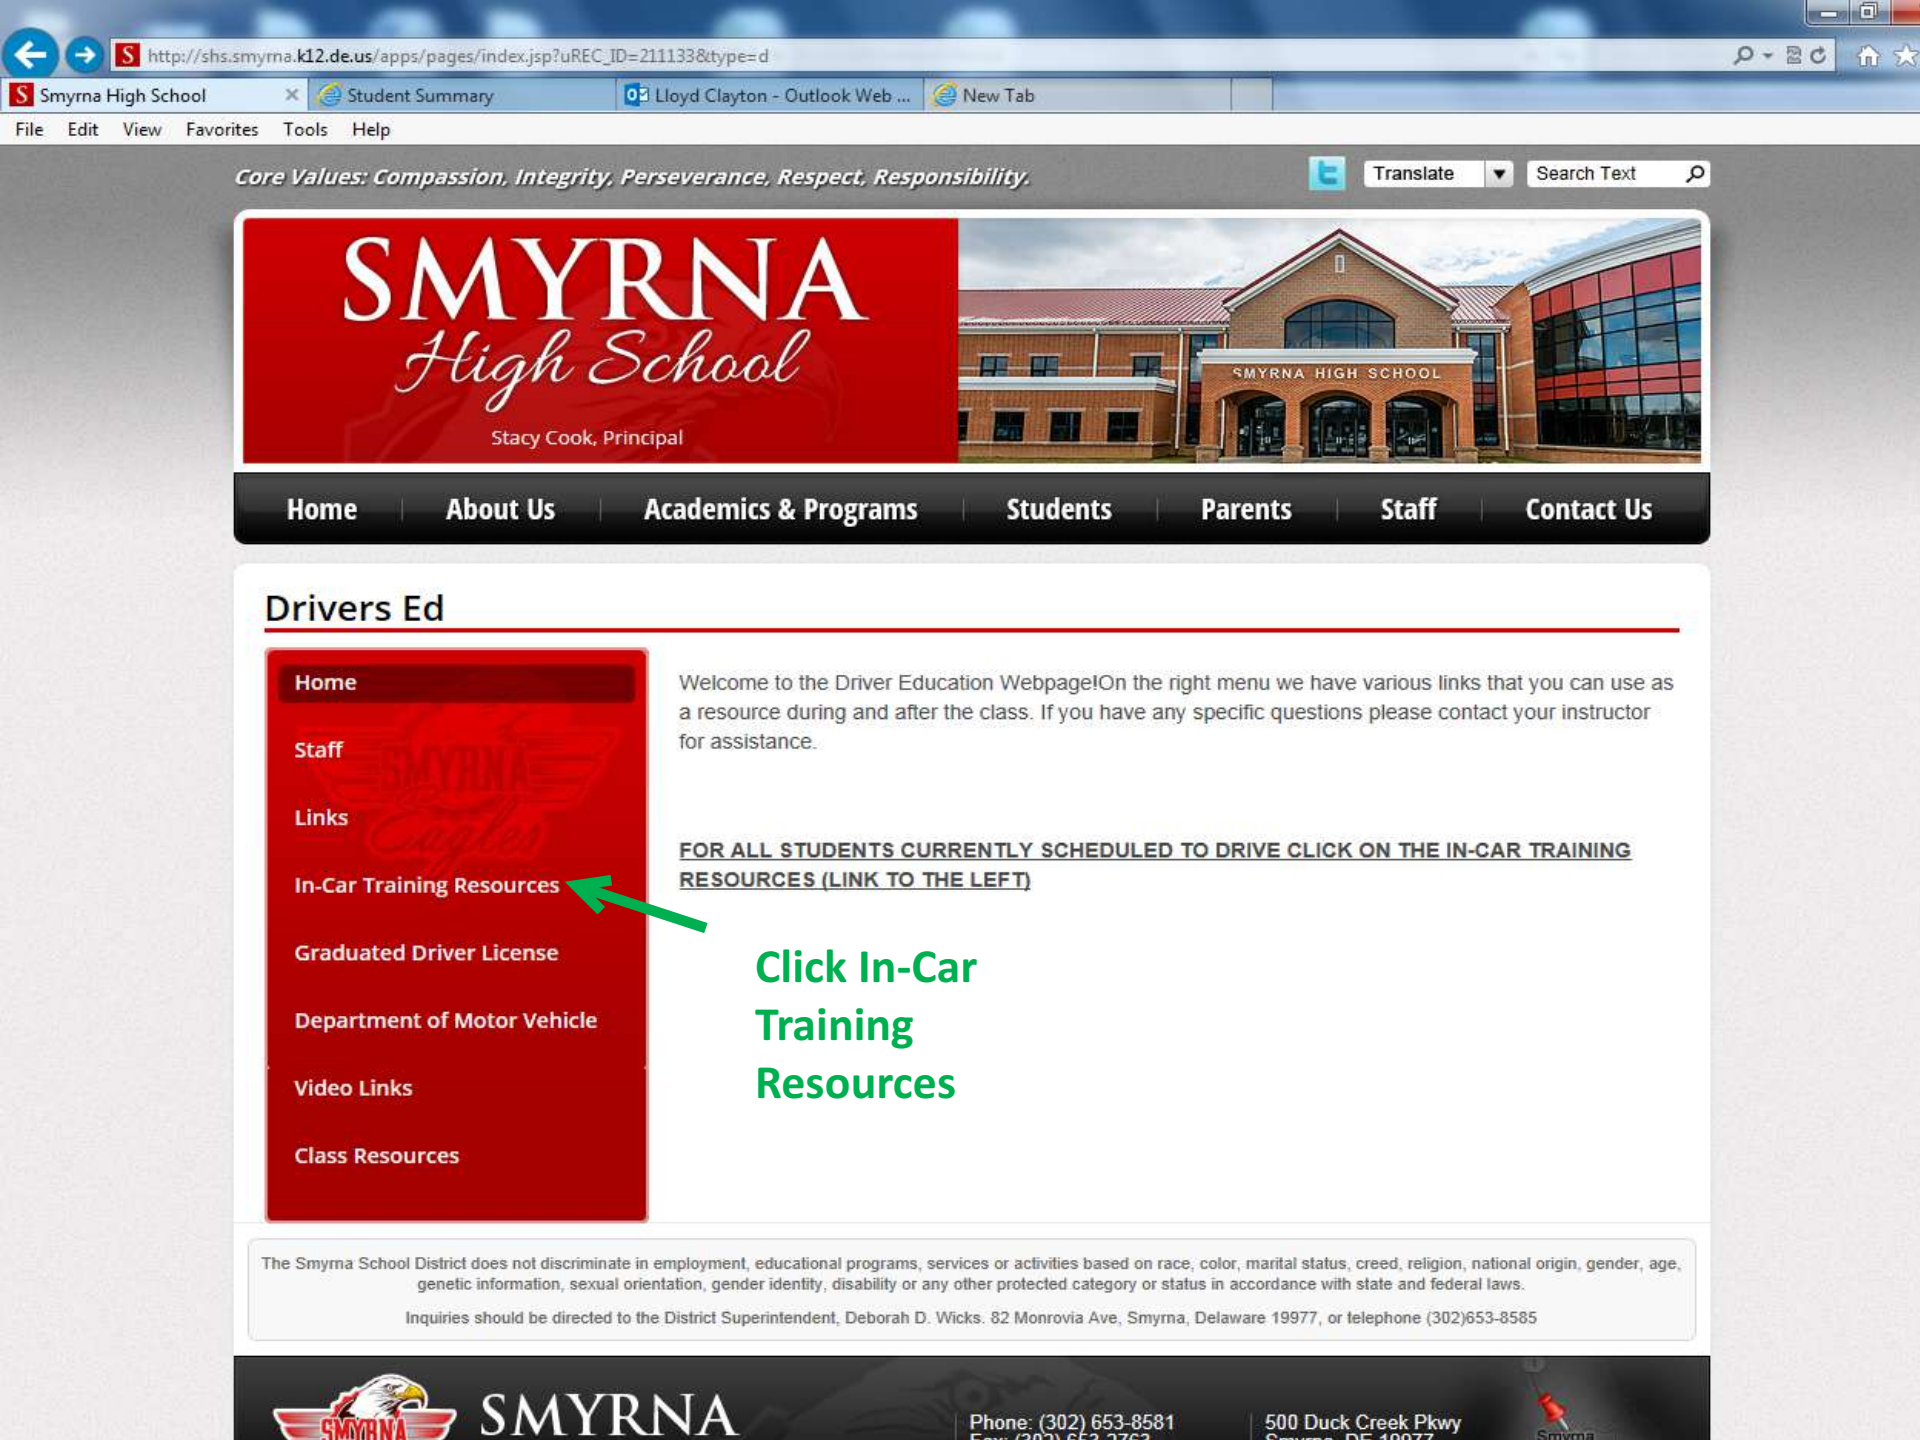 http://shs.smyrna.k12.de.us/apps/pages/index.jsp?uREC_ID=211133&type=d
Smyrna High School
Student Summary
Lloyd Clayton - Outlook Web ...
New Tab
File Edit View Favorites Tools Help
Core Values: Compassion, Integrity, Perseverance, Respect, Responsibility.
Translate
Search Text
SMYRNA
High School
Stacy Cook, Principal
SMYRNA HIGH SCHOOL
Home About Us Academics & Programs Students Parents Staff Contact Us
Drivers Ed
Home
Staff
Links
In-Car Training Resources
Graduated Driver License
Department of Motor Vehicle
Video Links
Class Resources
SMYRNA
Eagles
Welcome to the Driver Education Webpage!On the right menu we have various links that you can use as
a resource during and after the class. If you have any specific questions please contact your instructor
for assistance.
FOR ALL STUDENTS CURRENTLY SCHEDULED TO DRIVE CLICK ON THE IN-CAR TRAINING
RESOURCES (LINK TO THE LEFT)
Click In-Car
Training
Resources
The Smyrna School District does not discriminate in employment, educational programs, services or activities based on race, color, marital status, creed, religion, national origin, gender, age,
genetic information, sexual orientation, gender identity, disability or any other protected category or status in accordance with state and federal laws.
Inquiries should be directed to the District Superintendent, Deborah D. Wicks. 82 Monrovia Ave, Smyrna, Delaware 19977, or telephone (302)653-8585
SMYRNA
SMYRNA
Phone: (302) 653-8581
Fax: (302) 653-2763
500 Duck Creek Pkwy
Smyrna, DE 19977
Smyrna